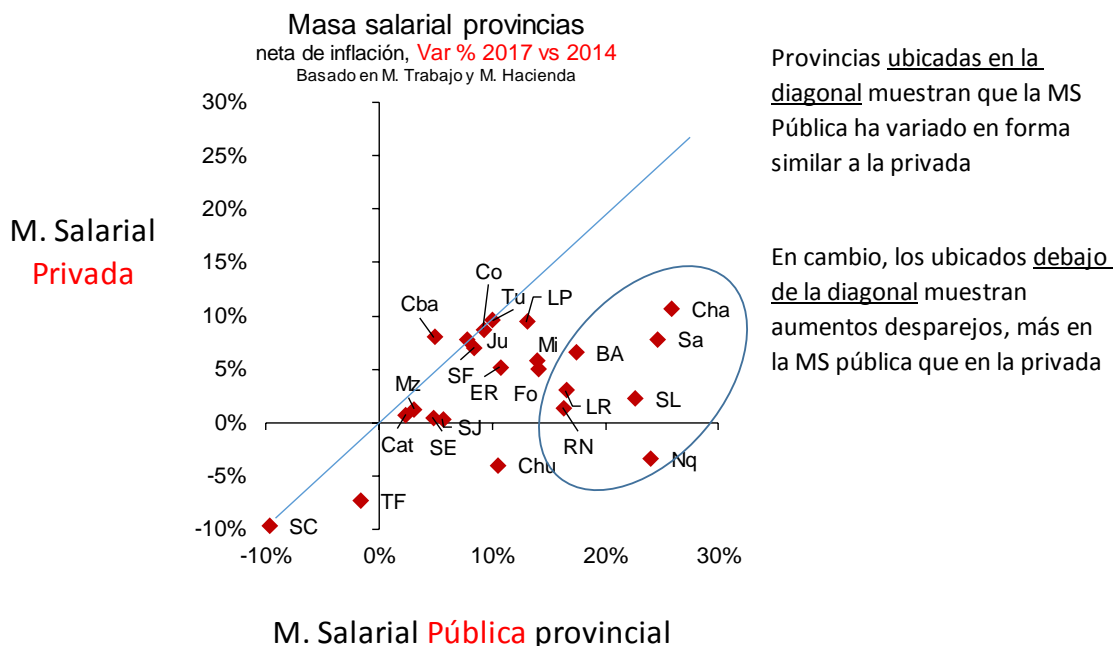 Masa salarial provincias
neta de inflación, Var % 2017 vs 2014
Basado en M. Trabajo y M. Hacienda
30%
25%
20%
15%
10%
5%
0%
-5%
-10%
-10%
0%
10%
20%
30%
M. Salarial
Privada
M. Salarial Pública provincial
Co
Tu
LP
Cba
Cha
Ju
Mi
BA
Sa
SF
ER
Fo
Mz
LR
SL
Cat
SE
SJ
RN
Chu
Nq
TF
SC
Provincias ubicadas en la
diagonal muestran que la MS
Pública ha variado en forma
similar a la privada
En cambio, los ubicados debajo
de la diagonal muestran
aumentos desparejos, más en
la MS pública que en la privada